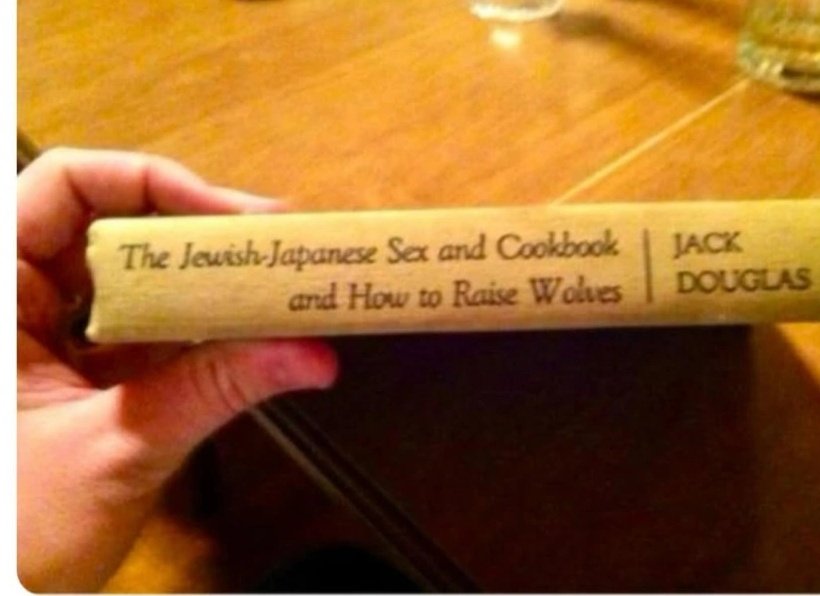 The Jewish-Japanese Sex and Cookbook
and How to Raise Wolves
JACK
DOUGLAS